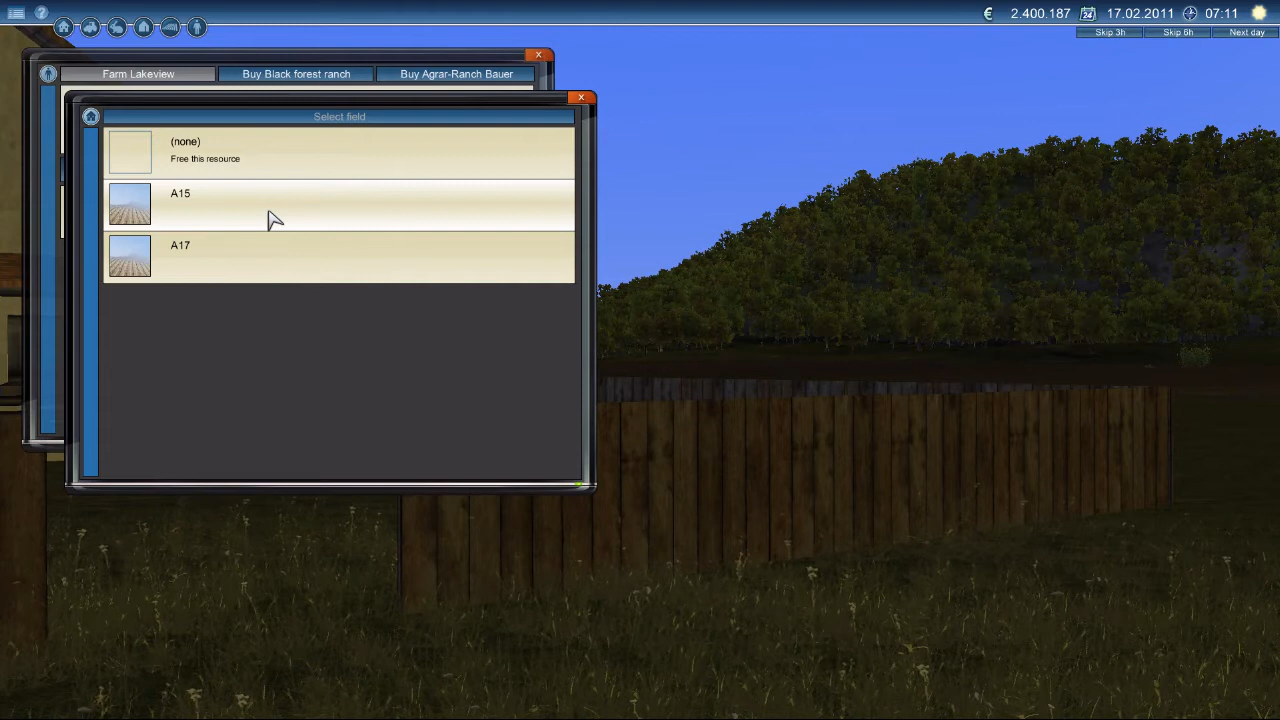 € 2.400.187 24 17.02.2011 07:11
Skip 3h Skip 6h Next day
Farm Lakeview Buy Black forest ranch Buy Agrar-Ranch Bauer
Select field
(none)
Free this resource
A15
A17